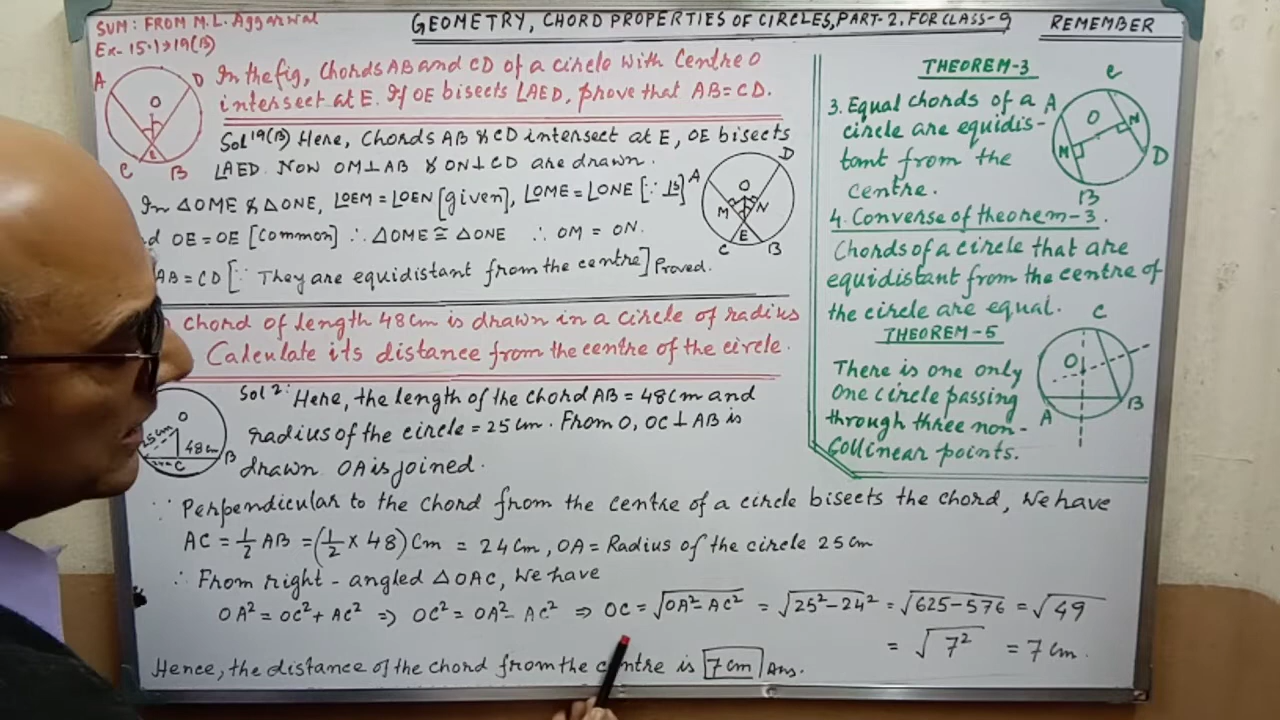 SUM: FROM M.L. Aggarwal
Ex-15.1→19(B)
GEOMETRY, CHORD PROPERTIES OF CIRCLES, PART-2. FOR CLASS-9
REMEMBER
A
D
O
C
E
B
In the fig, Chords AB and CD of a circle with Centre O
intersect at E. If OE bisects ∠AED, prove that AB = CD.
Sol 19(B) Here, Chords AB & CD intersect at E, OE bisects
∠AED. Now OM⊥AB & ON⊥CD are drawn.
In △OME & △ONE, ∠OEM = ∠OEN [given], ∠OME = ∠ONE [∵ ⊥s]
OE = OE [Common] ∴ △OME ≅ △ONE ∴ OM = ON.
AB = CD [∵ They are equidistant from the centre] Proved.
A
D
O
M
N
E
C
B
chord of length 48 cm is drawn in a circle of radius
Calculate its distance from the centre of the circle.
O
25 cm
48 cm
C
B
Sol 2: Here, the length of the chord AB = 48 cm and
radius of the circle = 25 cm. From O, OC ⊥ AB is
drawn OA is joined.
∵ Perpendicular to the chord from the centre of a circle bisects the chord, We have
AC = 1/2 AB = (1/2 × 48) Cm = 24 Cm, OA = Radius of the circle 25 cm
∴ From right-angled △OAC, We have
OA² = OC² + AC² ⇒ OC² = OA² - AC² ⇒ OC = √OA² - AC² = √25² - 24² = √625 - 576 = √49
= √7² = 7 cm.
Hence, the distance of the chord from the centre is 7 cm Ans.
THEOREM-3
3. Equal chords of a
circle are equidis-
tant from the
centre.
A
C
O
N
M
D
B
4. Converse of theorem-3.
Chords of a circle that are
equidistant from the centre of
the circle are equal.
THEOREM-5
There is one only
one circle passing
through three non-
Collinear points.
C
O
A
B